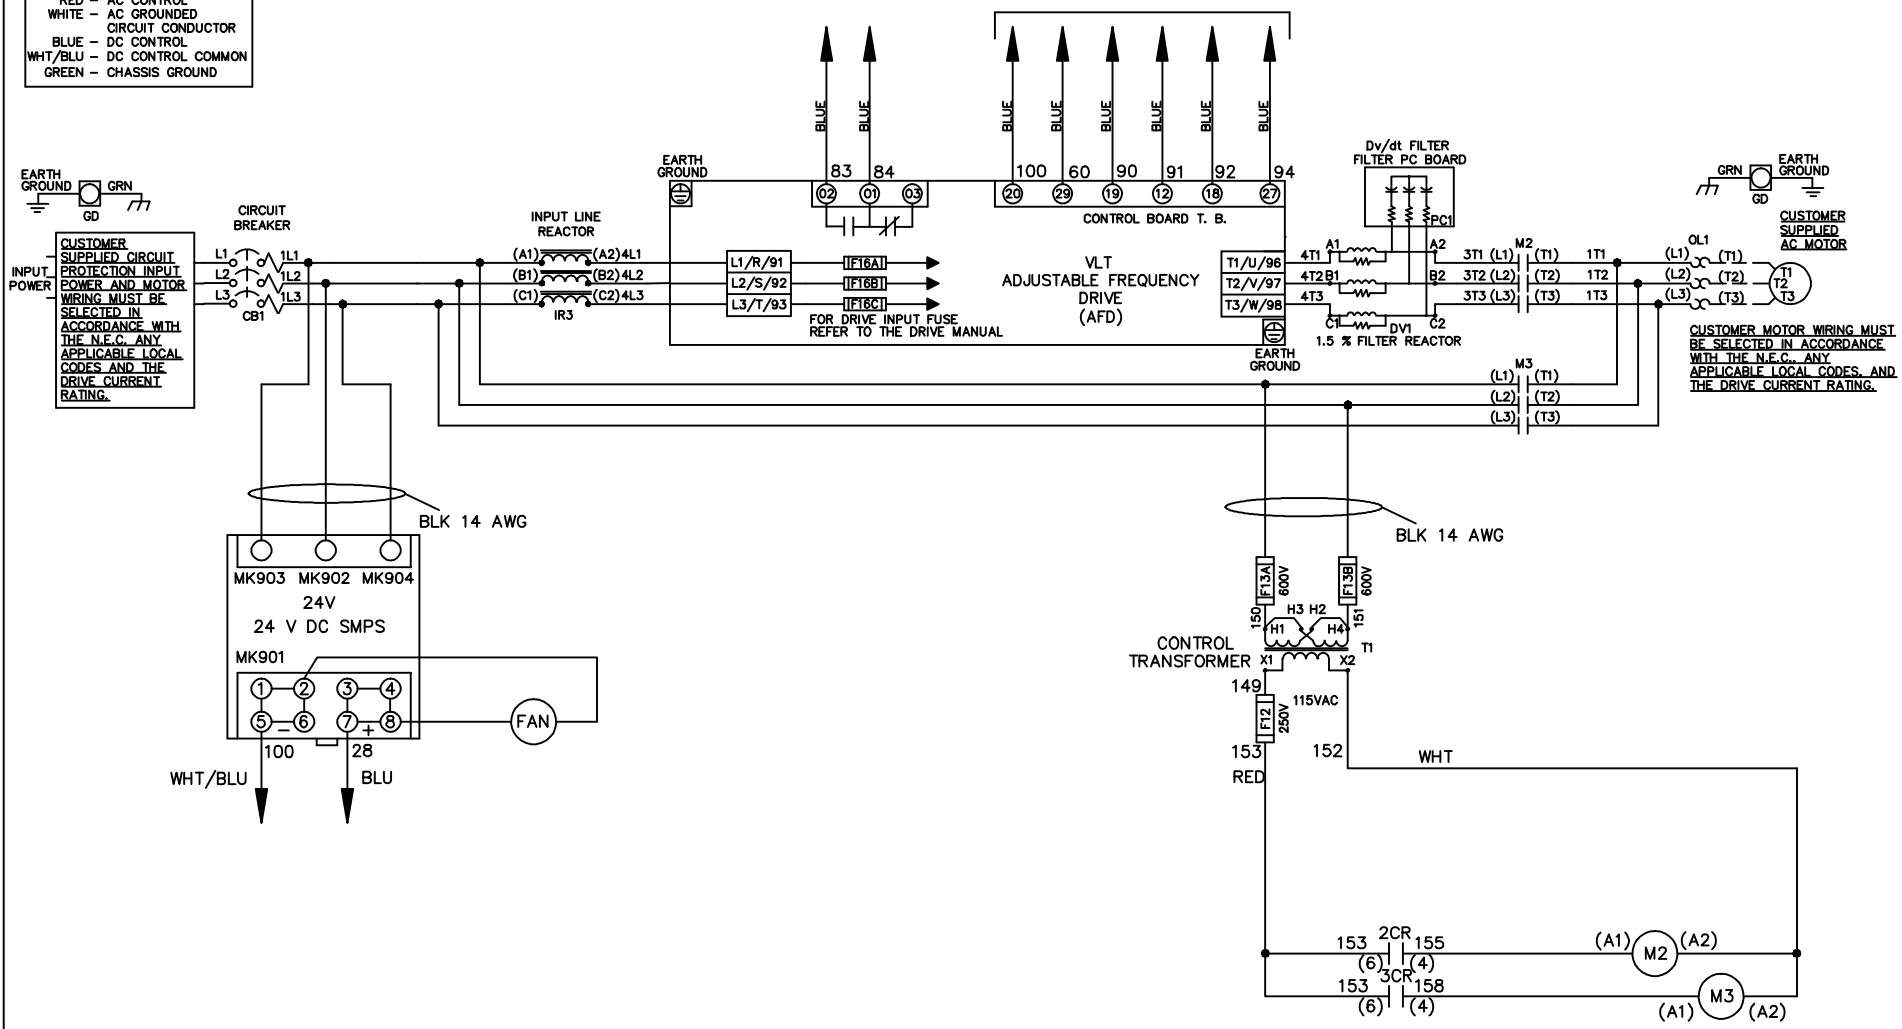 RED – AC CONTROL
WHITE – AC GROUNDED
CIRCUIT CONDUCTOR
BLUE – DC CONTROL
WHT/BLU – DC CONTROL COMMON
GREEN – CHASSIS GROUND
BLUE
BLUE
BLUE
BLUE
BLUE
BLUE
BLUE
BLUE
EARTH
GROUND
GRN
GD
CIRCUIT
BREAKER
INPUT LINE
REACTOR
EARTH
GROUND
83 84
02 01 03
100 60 90 91 92 94
20 29 19 12 18 27
CONTROL BOARD T. B.
Dv/dt FILTER
FILTER PC BOARD
PC1
GRN
EARTH
GROUND
GD
CUSTOMER
SUPPLIED
AC MOTOR
INPUT
POWER
CUSTOMER
SUPPLIED CIRCUIT
PROTECTION INPUT
POWER AND MOTOR
WIRING MUST BE
SELECTED IN
ACCORDANCE WITH
THE N.E.C. ANY
APPLICABLE LOCAL
CODES AND THE
DRIVE CURRENT
RATING.
L1 1L1
L2 1L2
L3 1L3
CB1
(A1) (A2) 4L1
(B1) (B2) 4L2
(C1) (C2) 4L3
IR3
L1/R/91
L2/S/92
L3/T/93
F16A
F16B
F16C
FOR DRIVE INPUT FUSE
REFER TO THE DRIVE MANUAL
VLT
ADJUSTABLE FREQUENCY
DRIVE
(AFD)
T1/U/96
T2/V/97
T3/W/98
EARTH
GROUND
4T1 A1 A2
4T2 B1 B2
4T3
C1 DV1 C2
1.5 % FILTER REACTOR
M2
3T1 (L1) (T1) 1T1
3T2 (L2) (T2) 1T2
3T3 (L3) (T3) 1T3
OL1
(L1) (T1)
(L2) (T2)
(L3) (T3)
T1
T2
T3
CUSTOMER MOTOR WIRING MUST
BE SELECTED IN ACCORDANCE
WITH THE N.E.C., ANY
APPLICABLE LOCAL CODES, AND
THE DRIVE CURRENT RATING.
M3
(L1) (T1)
(L2) (T2)
(L3) (T3)
BLK 14 AWG
MK903 MK902 MK904
24V
24 V DC SMPS
MK901
1 2 3 4
5 – 6 7 + 8
FAN
100 28
WHT/BLU BLU
BLK 14 AWG
F13A
600V
F13B
600V
150
151
H3 H2
H1 H4
T1
CONTROL
TRANSFORMER
X1 X2
149
115VAC
F12
250V
153
RED
152
WHT
2CR
153 155
(6) (4)
(A1) M2 (A2)
3CR
153 158
(6) (4)
(A1) M3 (A2)